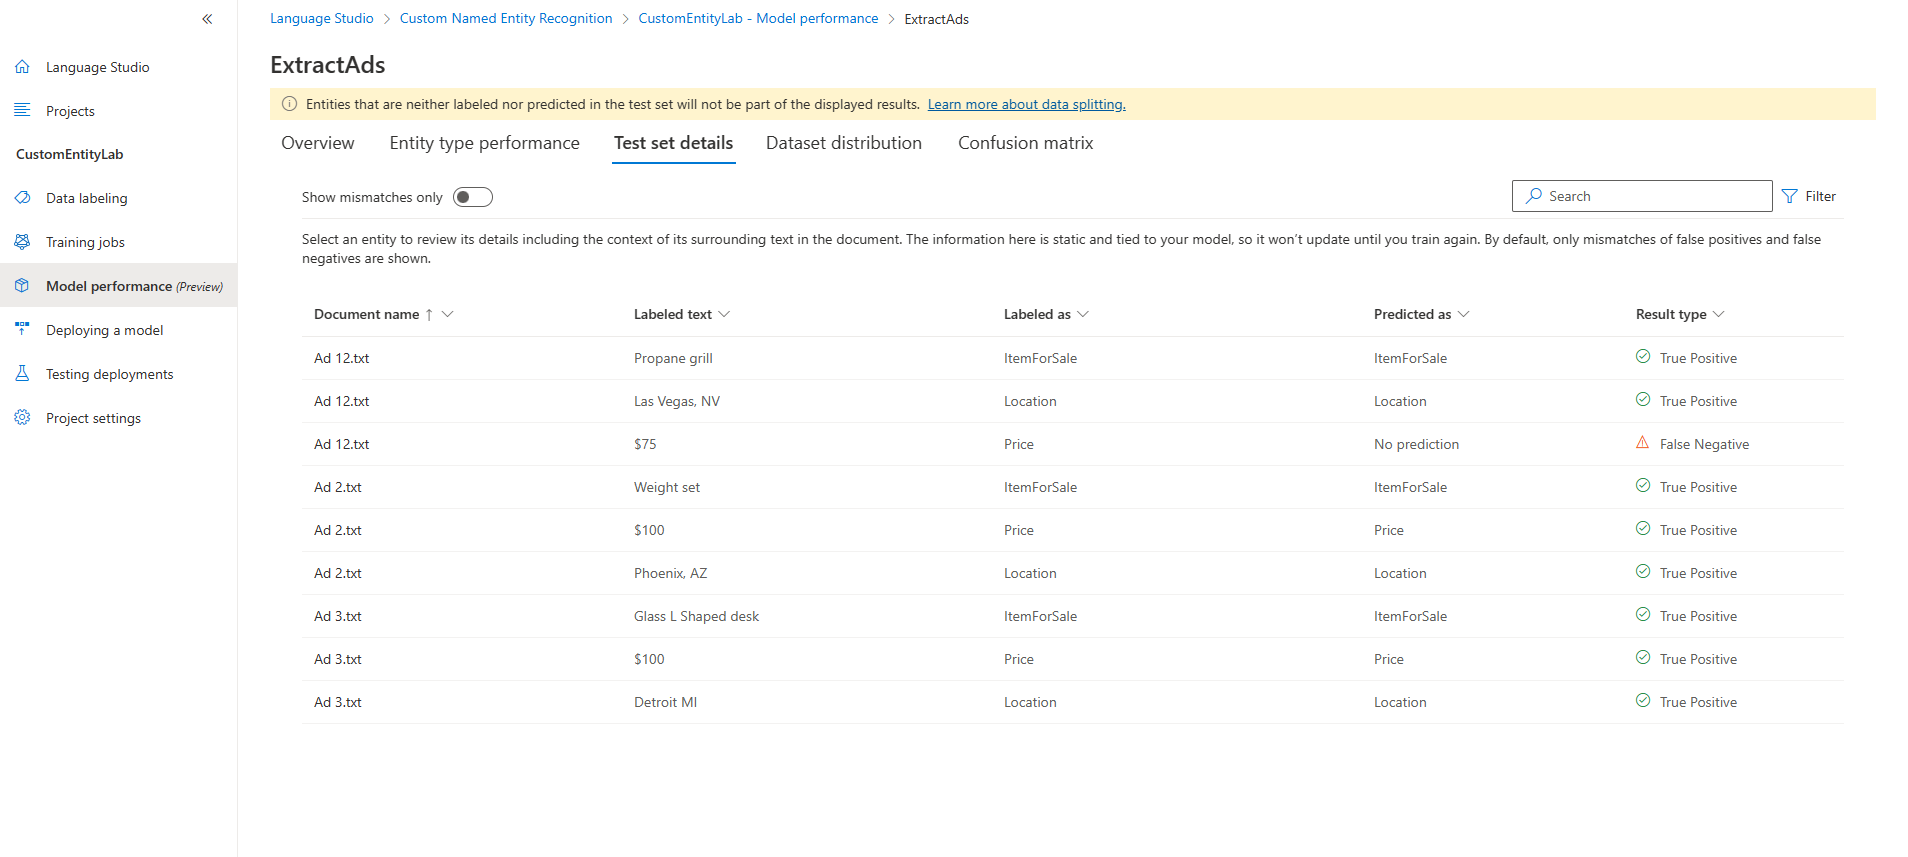 Language Studio > Custom Named Entity Recognition > CustomEntityLab - Model performance > ExtractAds
Language Studio
Projects
CustomEntityLab
Data labeling
Training jobs
Model performance (Preview)
Deploying a model
Testing deployments
Project settings
ExtractAds
Entities that are neither labeled nor predicted in the test set will not be part of the displayed results. Learn more about data splitting.
Overview Entity type performance Test set details Dataset distribution Confusion matrix
Show mismatches only Search Filter
Select an entity to review its details including the context of its surrounding text in the document. The information here is static and tied to your model, so it won't update until you train again. By default, only mismatches of false positives and false
negatives are shown.
Document name ↑ Labeled text Labeled as Predicted as Result type
Ad 12.txt Propane grill ItemForSale ItemForSale True Positive
Ad 12.txt Las Vegas, NV Location Location True Positive
Ad 12.txt $75 Price No prediction False Negative
Ad 2.txt Weight set ItemForSale ItemForSale True Positive
Ad 2.txt $100 Price Price True Positive
Ad 2.txt Phoenix, AZ Location Location True Positive
Ad 3.txt Glass L Shaped desk ItemForSale ItemForSale True Positive
Ad 3.txt $100 Price Price True Positive
Ad 3.txt Detroit MI Location Location True Positive